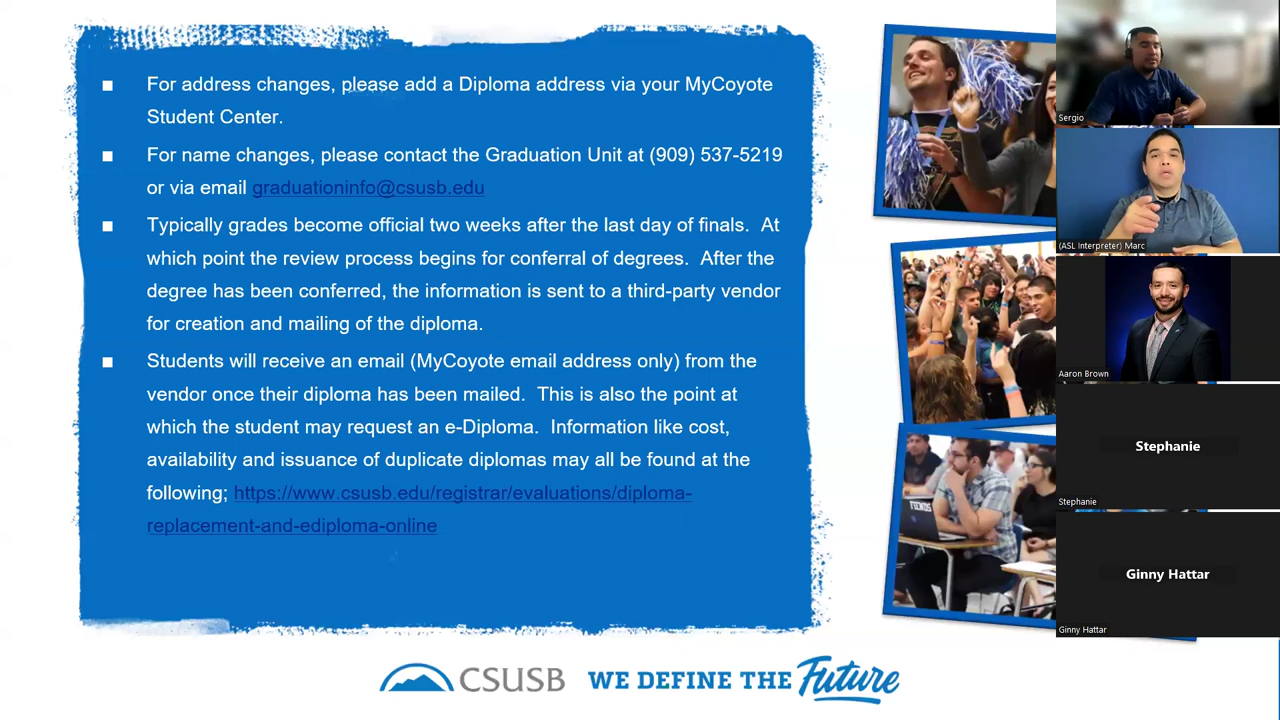 For address changes, please add a Diploma address via your MyCoyote
Student Center.
For name changes, please contact the Graduation Unit at (909) 537-5219
or via email graduationinfo@csusb.edu
Typically grades become official two weeks after the last day of finals.  At
which point the review process begins for conferral of degrees.  After the
degree has been conferred, the information is sent to a third-party vendor
for creation and mailing of the diploma.
Students will receive an email (MyCoyote email address only) from the
vendor once their diploma has been mailed.  This is also the point at
which the student may request an e-Diploma.  Information like cost,
availability and issuance of duplicate diplomas may all be found at the
following; https://www.csusb.edu/registrar/evaluations/diploma-
replacement-and-ediploma-online
CSUSB WE DEFINE THE Future
Sergio
(ASL Interpreter) Marc
Aaron Brown
Stephanie
Stephanie
Ginny Hattar
Ginny Hattar